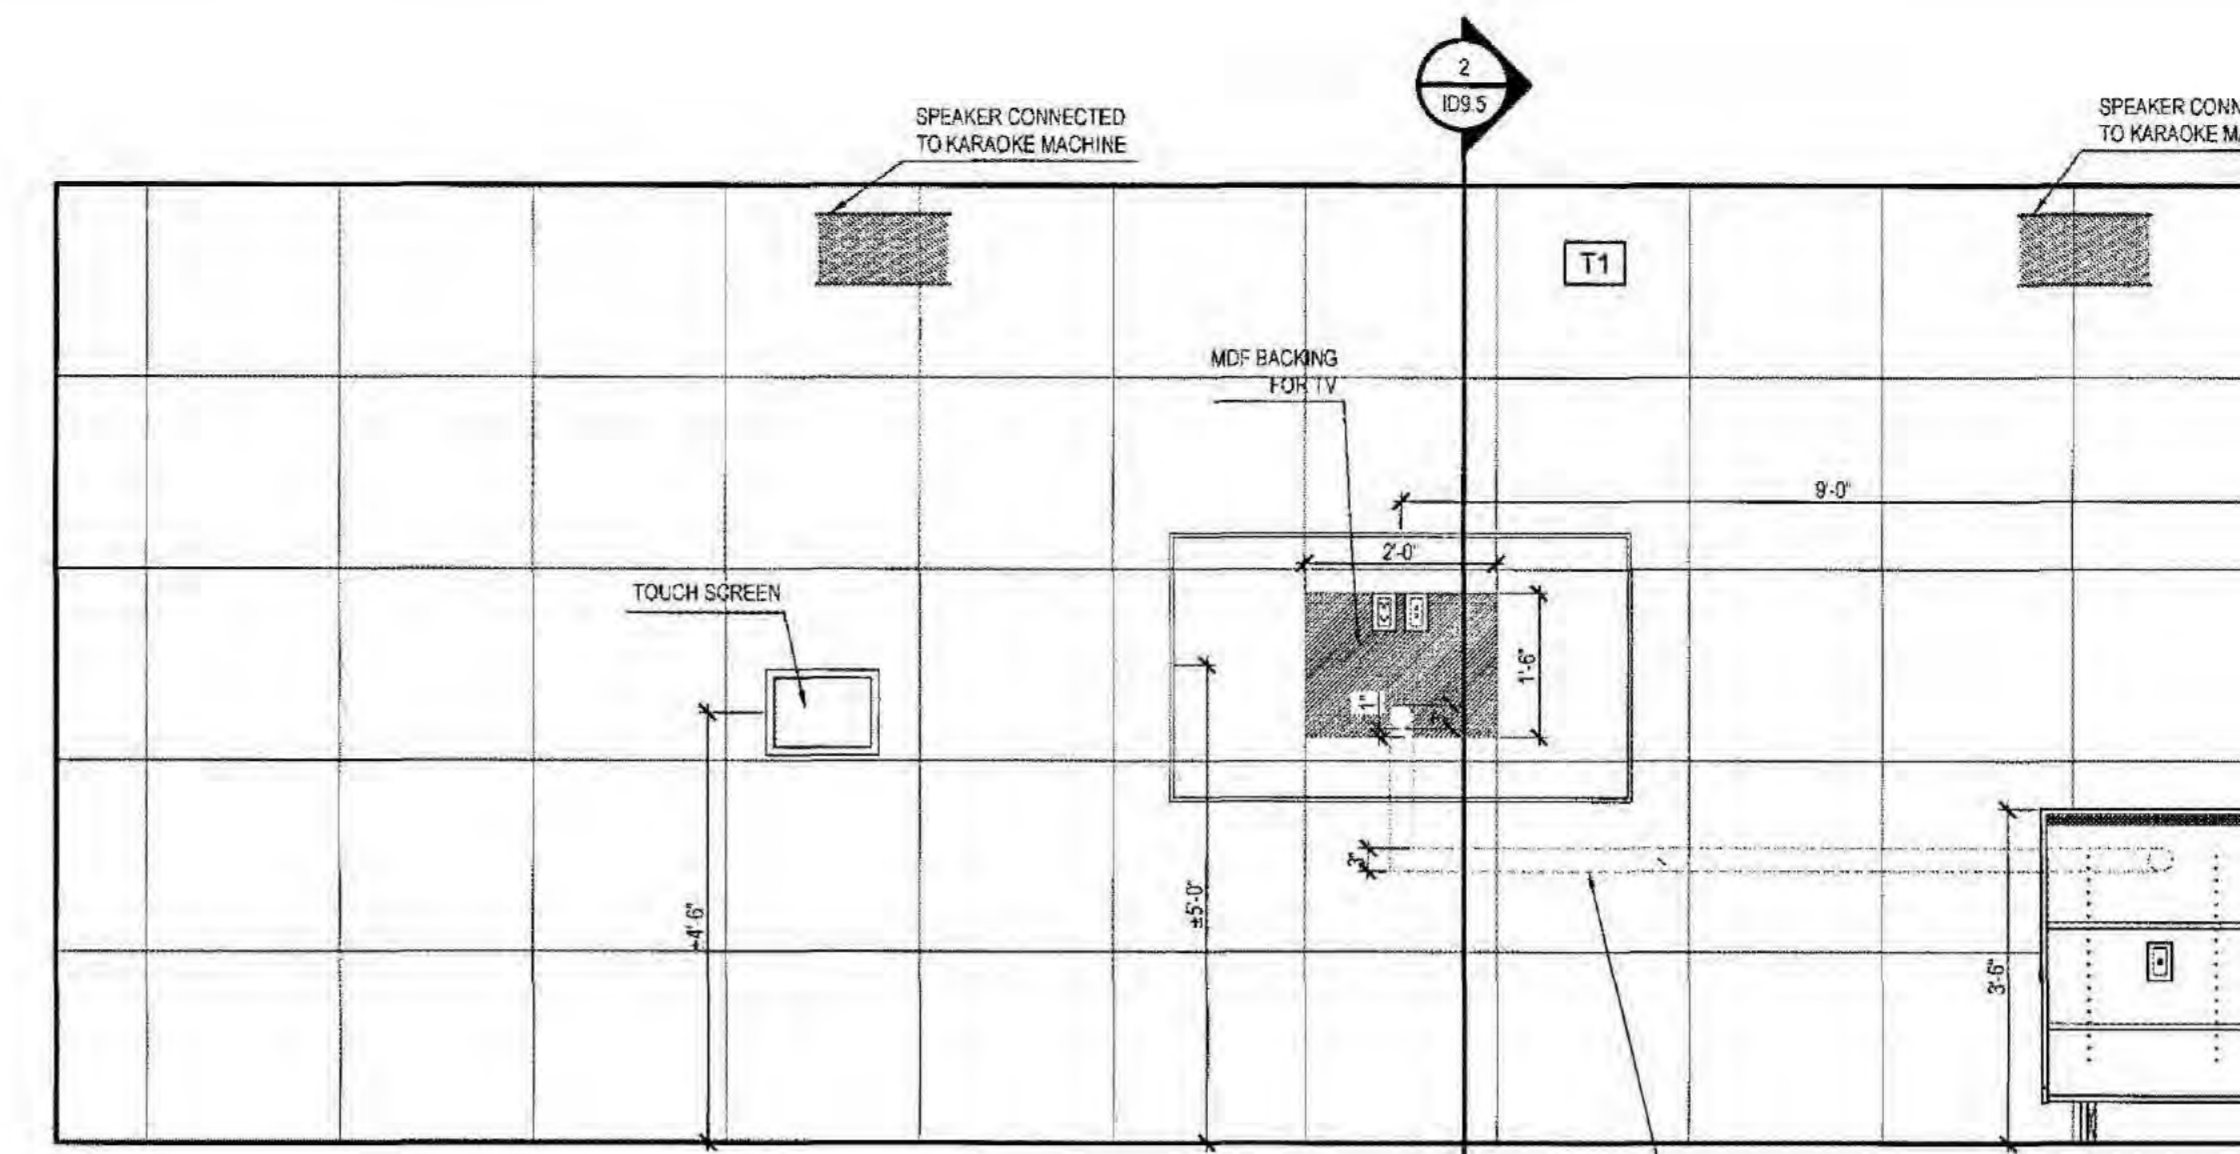 2
ID9.5
SPEAKER CONNECTED
TO KARAOKE MACHINE
SPEAKER CONN
TO KARAOKE MA
T1
MDF BACKING
FOR TV
9'-0"
2'-0"
TOUCH SCREEN
1'-6"
1"
3"
±5'-0"
±4'-6"
3'-6"